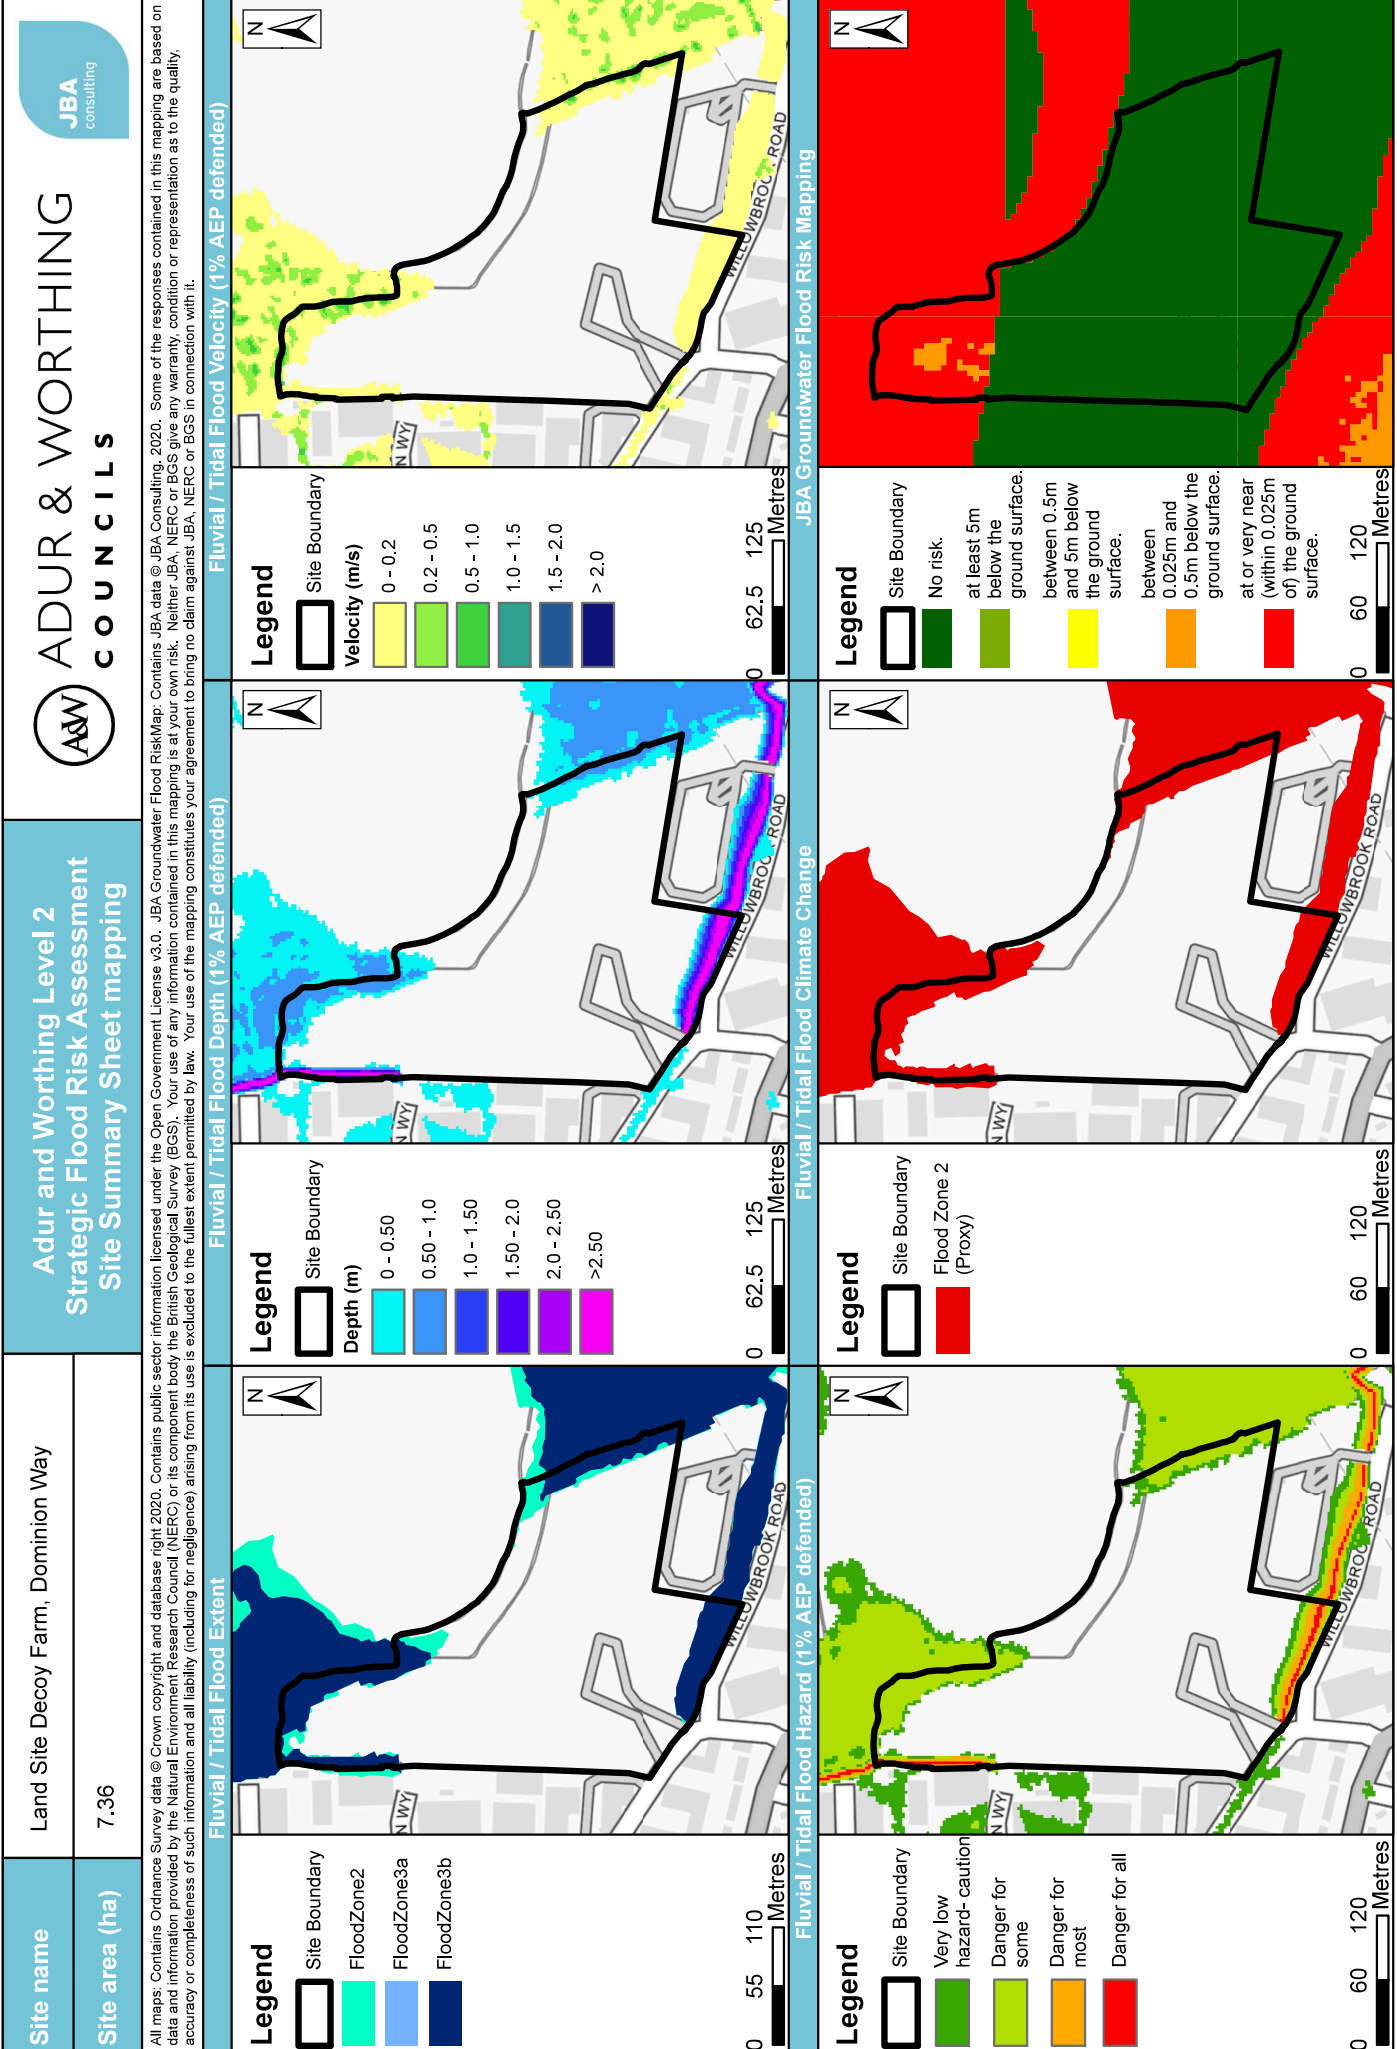 Site name
Land Site Decoy Farm, Dominion Way
Site area (ha)
7.36
Adur and Worthing Level 2
Strategic Flood Risk Assessment
Site Summary Sheet mapping
A&W
ADUR & WORTHING
COUNCILS
JBA
consulting
All maps: Contains Ordnance Survey data © Crown copyright and database right 2020. Contains public sector information licensed under the Open Government License v3.0. JBA Groundwater Flood RiskMap: Contains JBA data © JBA Consulting, 2020. Some of the responses contained in this mapping are based on
data and information provided by the Natural Environment Research Council (NERC) or its component body the British Geological Survey (BGS). Your use of any information contained in this mapping is at your own risk. Neither JBA, NERC or BGS give any warranty, condition or representation as to the quality,
accuracy or completeness of such information and all liability (including for negligence) arising from its use is excluded to the fullest extent permitted by law. Your use of the mapping constitutes your agreement to bring no claim against JBA, NERC or BGS in connection with it.
Fluvial / Tidal Flood Extent
Legend
Site Boundary
FloodZone2
FloodZone3a
FloodZone3b
0 55 110
Metres
N
N WY
WILLOWBROOK ROAD
Fluvial / Tidal Flood Depth (1% AEP defended)
Legend
Site Boundary
Depth (m)
0 - 0.50
0.50 - 1.0
1.0 - 1.50
1.50 - 2.0
2.0 - 2.50
>2.50
0 62.5 125
Metres
N
N WY
WILLOWBROOK ROAD
Fluvial / Tidal Flood Velocity (1% AEP defended)
Legend
Site Boundary
Velocity (m/s)
0 - 0.2
0.2 - 0.5
0.5 - 1.0
1.0 - 1.5
1.5 - 2.0
> 2.0
0 62.5 125
Metres
N
N WY
WILLOWBROOK ROAD
Fluvial / Tidal Flood Hazard (1% AEP defended)
Legend
Site Boundary
Very low
hazard- caution
Danger for
some
Danger for
most
Danger for all
0 60 120
Metres
N
N WY
WILLOWBROOK ROAD
Fluvial / Tidal Flood Climate Change
Legend
Site Boundary
Flood Zone 2
(Proxy)
0 60 120
Metres
N
N WY
WILLOWBROOK ROAD
JBA Groundwater Flood Risk Mapping
Legend
Site Boundary
No risk.
at least 5m
below the
ground surface.
between 0.5m
and 5m below
the ground
surface.
between
0.025m and
0.5m below the
ground surface.
at or very near
(within 0.025m
of) the ground
surface.
0 60 120
Metres
N